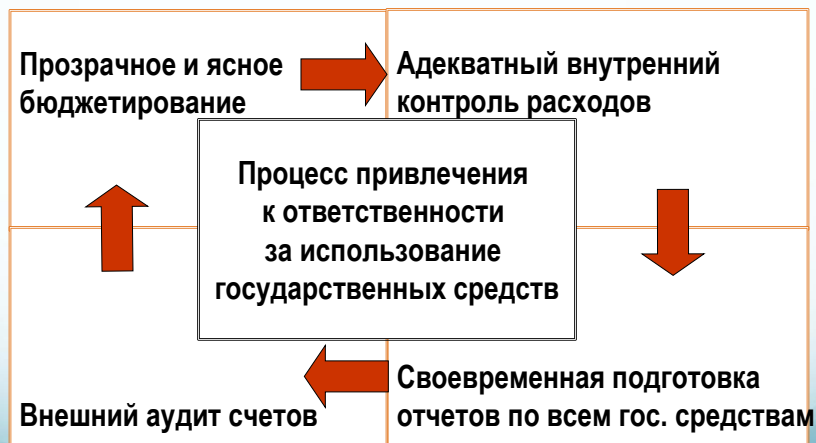 Прозрачное и ясное
бюджетирование
Адекватный внутренний
контроль расходов
Процесс привлечения
к ответственности
за использование
государственных средств
Внешний аудит счетов
Своевременная подготовка
отчетов по всем гос. средствам